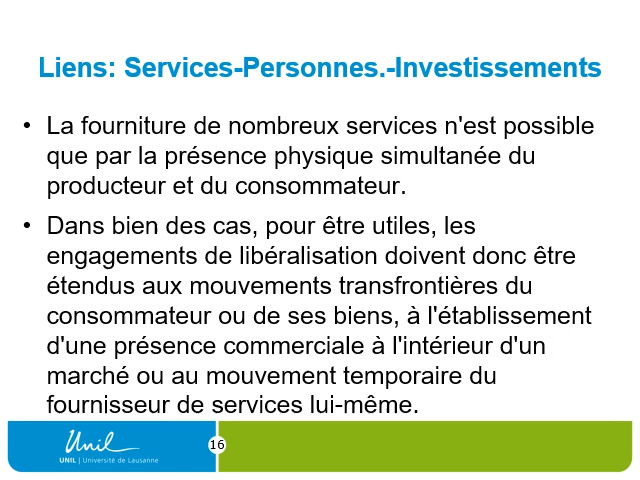 Liens: Services-Personnes.-Investissements
• La fourniture de nombreux services n'est possible
que par la présence physique simultanée du
producteur et du consommateur.
• Dans bien des cas, pour être utiles, les
engagements de libéralisation doivent donc être
étendus aux mouvements transfrontières du
consommateur ou de ses biens, à l'établissement
d'une présence commerciale à l'intérieur d'un
marché ou au mouvement temporaire du
fournisseur de services lui-même.
Unil
UNIL | Université de Lausanne
16